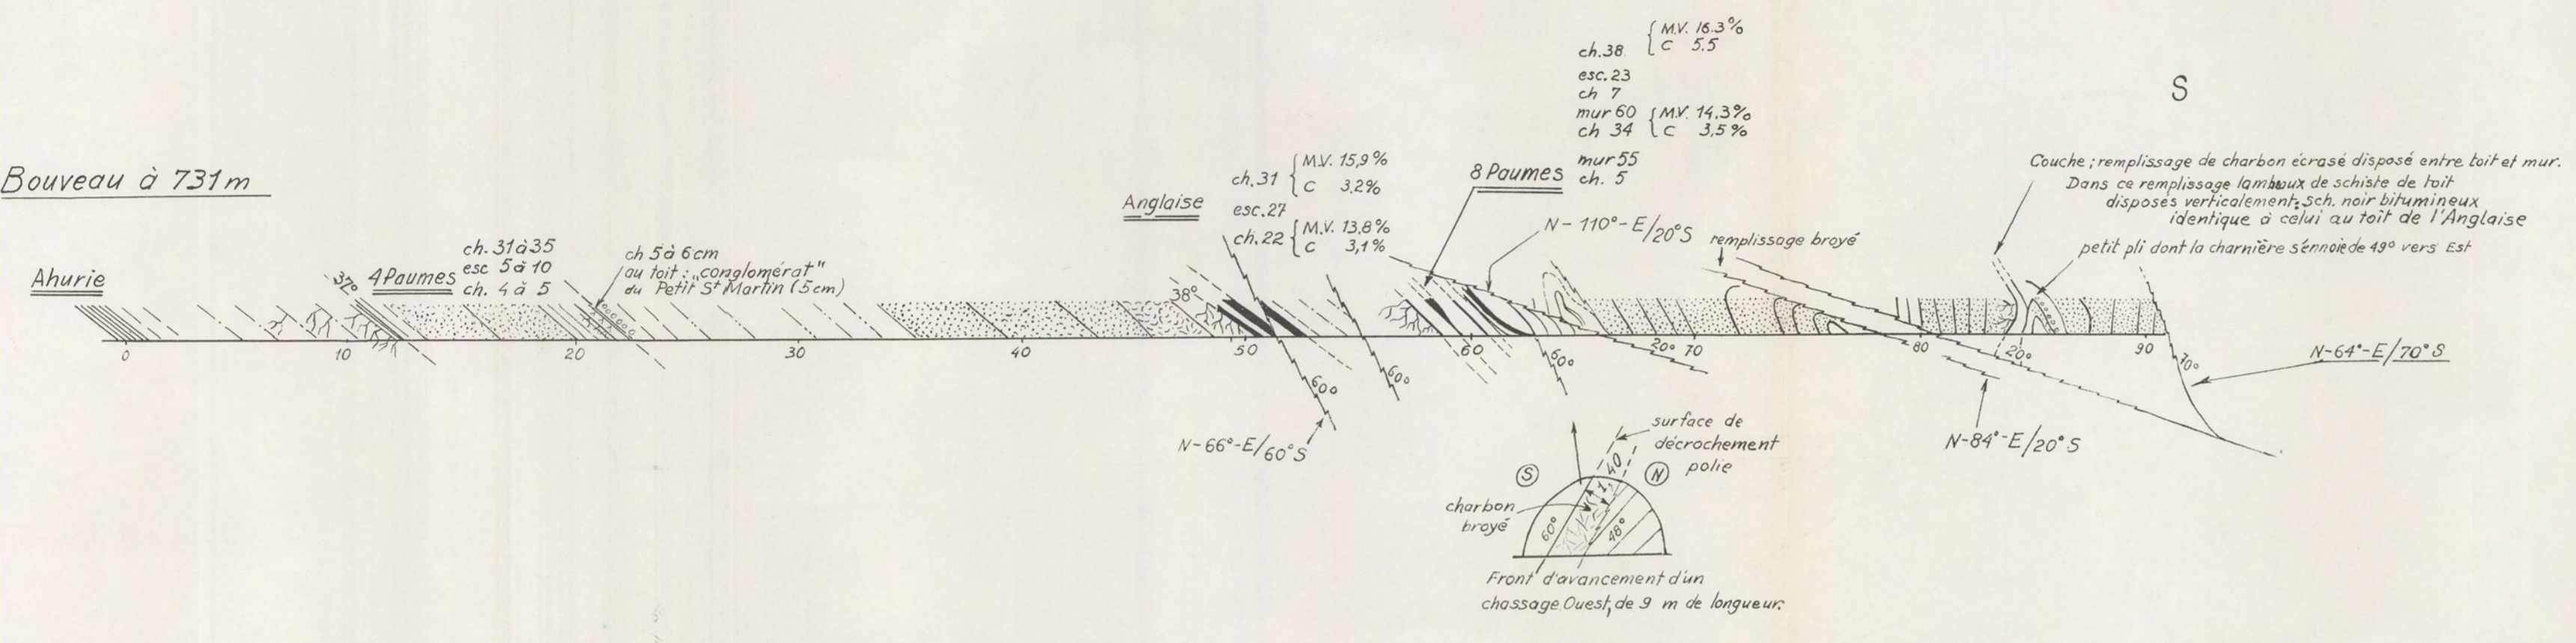 Bouveau à 731m
Ahurie
37°
4 Paumes
ch. 31 à 35
esc 5 à 10
ch. 4 à 5
ch 5 à 6cm
au toit : "conglomérat"
du Petit St Martin (5cm)
38°
Anglaise
ch.31 { M.V. 15,9%
C 3,2%
esc.27
ch.22 { M.V. 13,8%
C 3,1%
8 Paumes
ch.38 { M.V. 16.3%
C 5.5
esc.23
ch 7
mur 60 { M.V. 14,3%
ch 34 C 3,5%
mur 55
ch. 5
N-110°-E/20°S
remplissage broyé
S
Couche ; remplissage de charbon écrasé disposé entre toit et mur.
Dans ce remplissage lambeaux de schiste de toit
disposés verticalement: Sch. noir bitumineux
identique à celui au toit de l'Anglaise
petit pli dont la charnière s'ennoie de 49° vers Est
0 10 20 30 40 50 60 70 80 90
60°
60°
60°
20°
20°
70°
N-66°-E/60°S
N-84°-E/20°S
N-64°-E/70°S
surface de
décrochement
polie
S
N
40
charbon
broyé
60°
48°
Front d'avancement d'un
chassage Ouest, de 9 m de longueur.